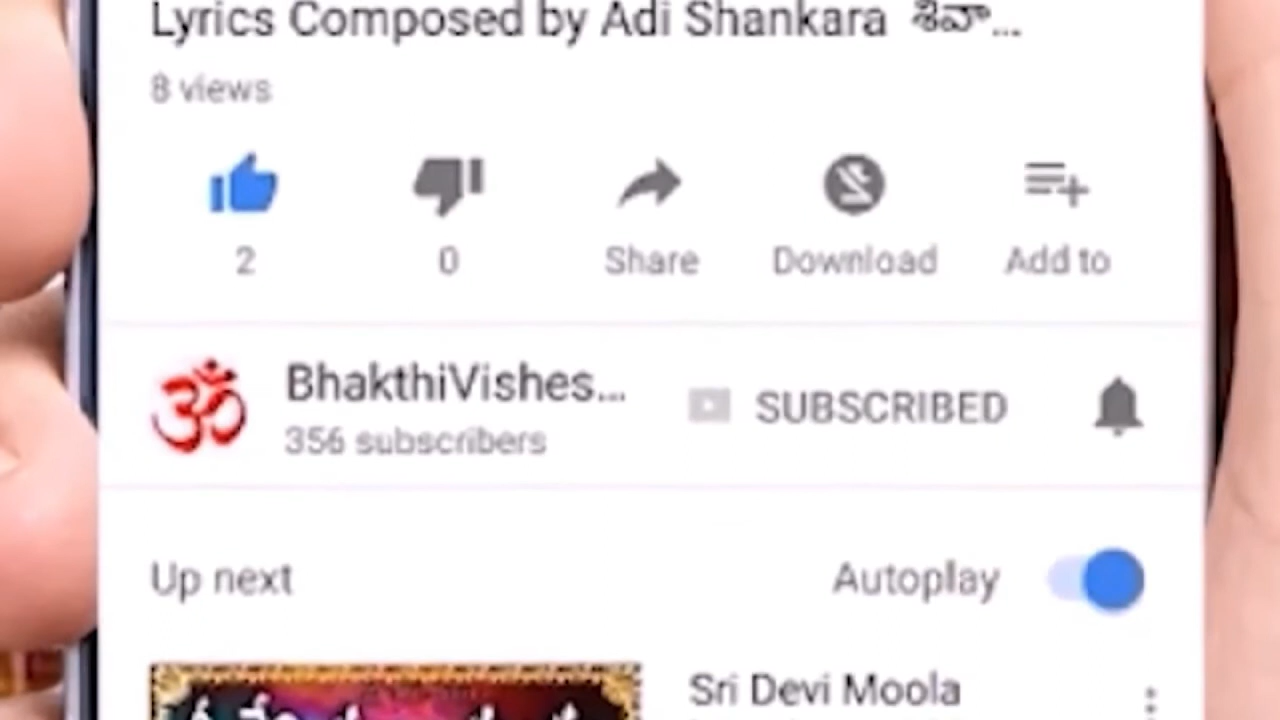 Lyrics Composed by Adi Shankara శివా...
8 views
2
0
Share
Download
Add to
ॐ
BhakthiVishes...
356 subscribers
SUBSCRIBED
Up next
Autoplay
Sri Devi Moola